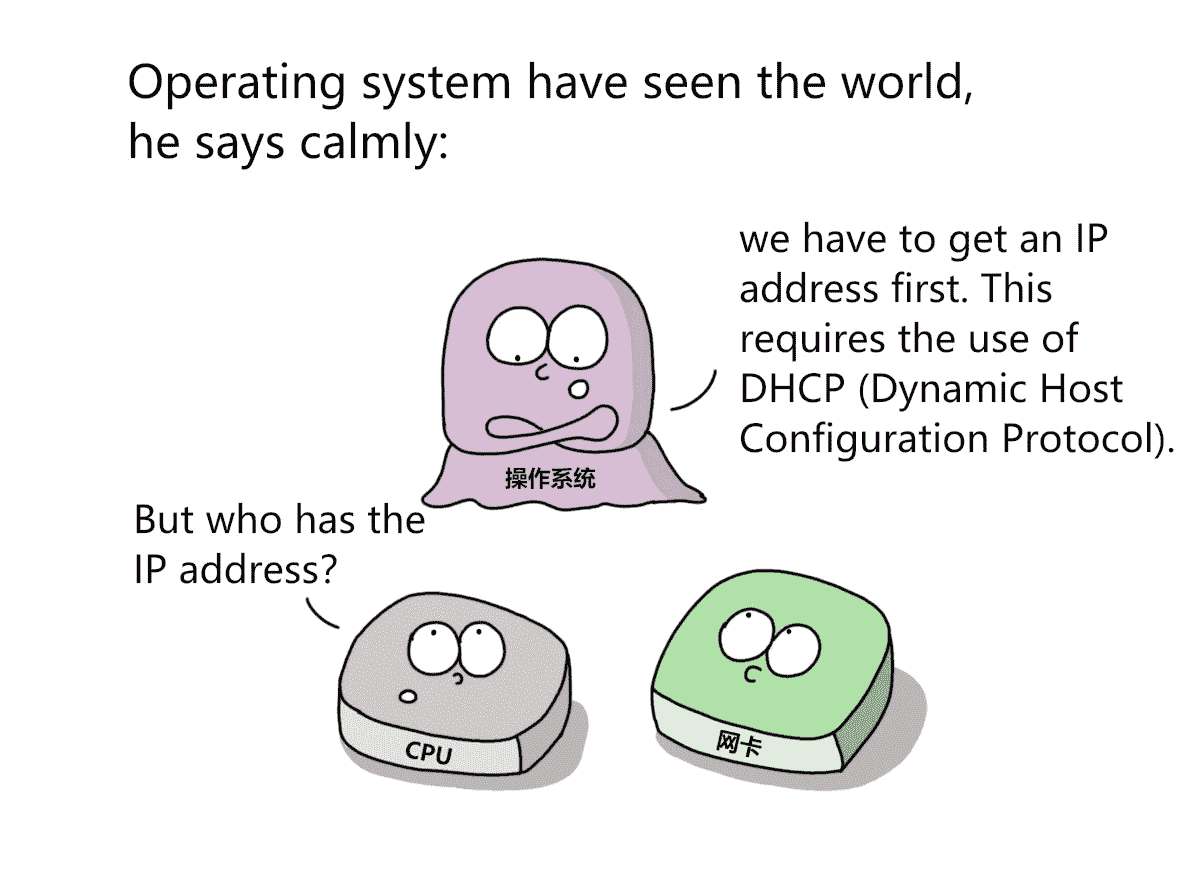 Operating system have seen the world,
he says calmly:
we have to get an IP
address first. This
requires the use of
DHCP (Dynamic Host
Configuration Protocol).
操作系统
But who has the
IP address?
CPU
网卡